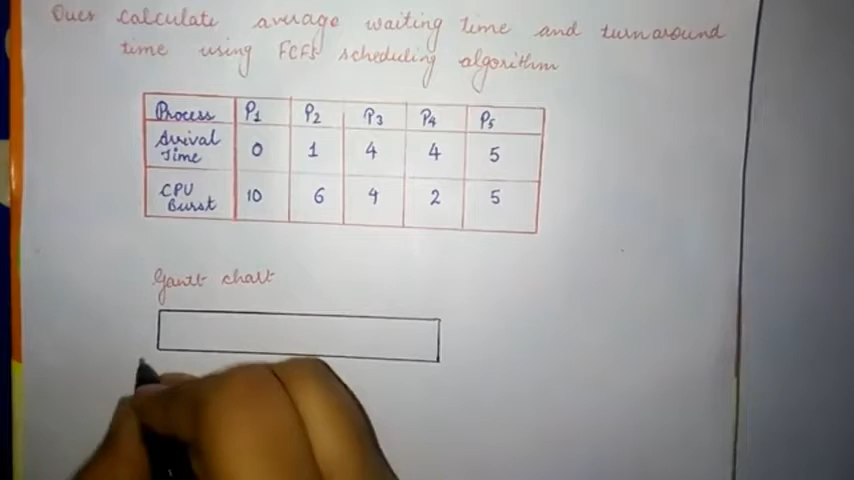 Ques calculate average waiting time and turnaround
time using FCFS scheduling algorithm
Process P1 P2 P3 P4 P5
Arrival Time 0 1 4 4 5
CPU Burst 10 6 4 2 5
Gantt chart